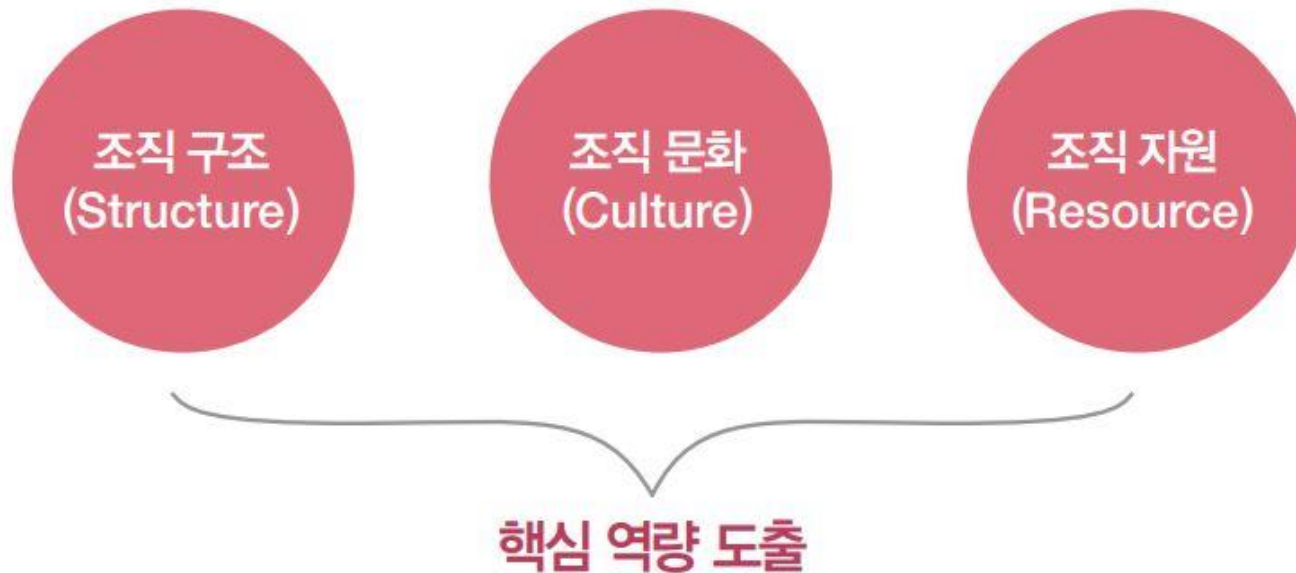 조직 구조
(Structure)
조직 문화
(Culture)
조직 자원
(Resource)
핵심 역량 도출